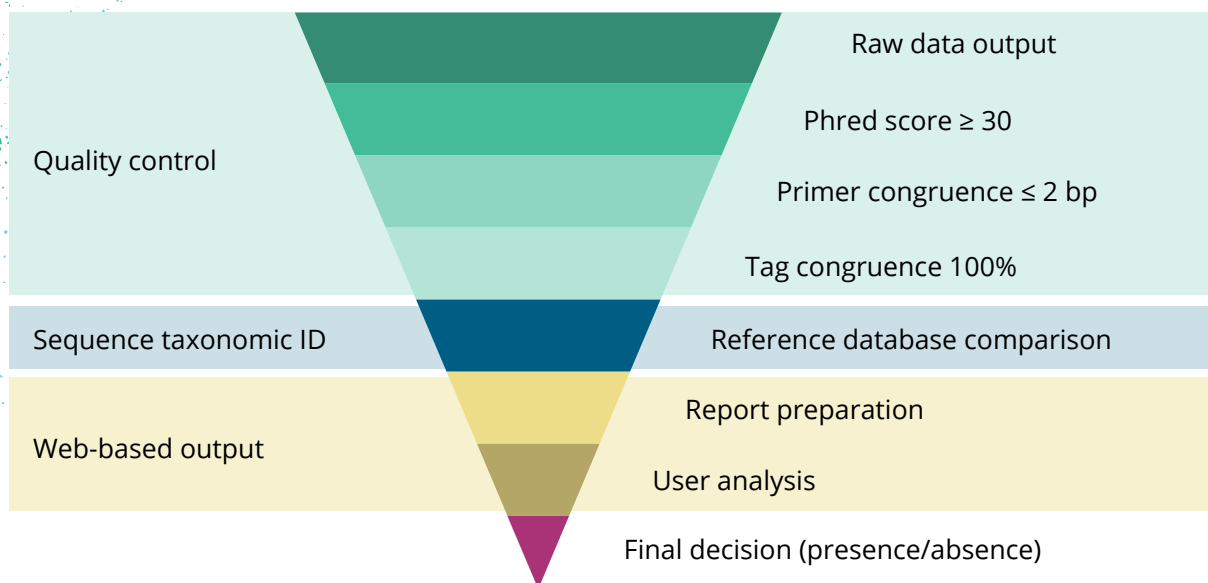 Raw data output
Phred score ≥ 30
Quality control
Primer congruence ≤ 2 bp
Tag congruence 100%
Sequence taxonomic ID
Reference database comparison
Report preparation
Web-based output
User analysis
Final decision (presence/absence)